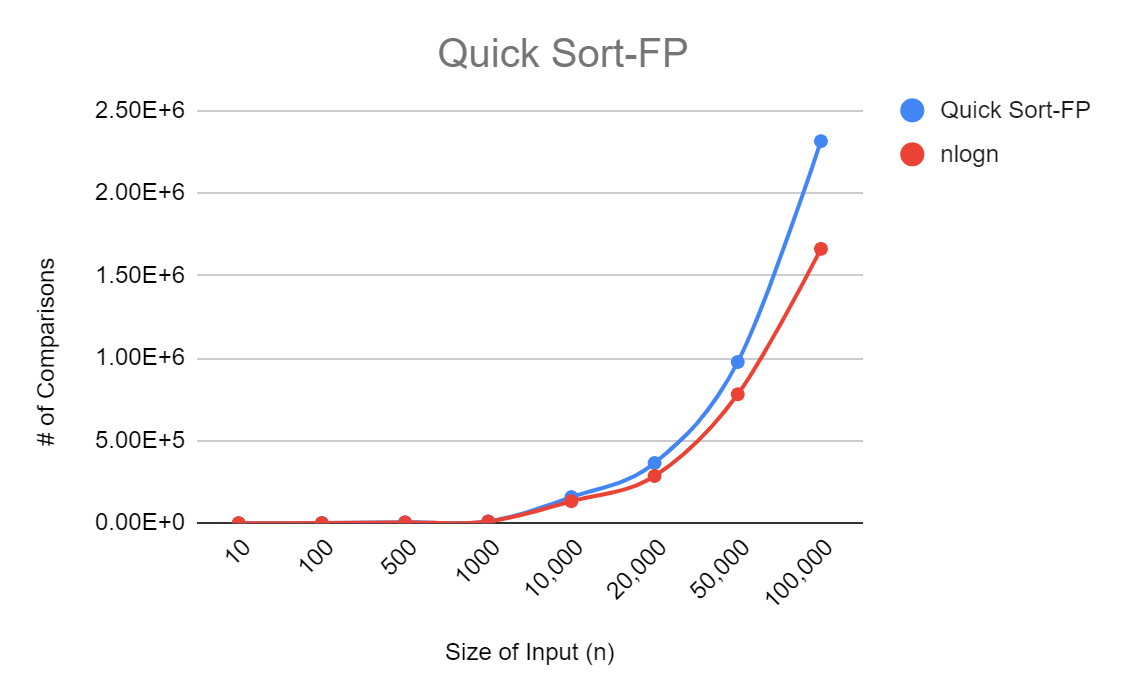 Quick Sort-FP
2.50E+6
2.00E+6
1.50E+6
1.00E+6
5.00E+5
0.00E+0
# of Comparisons
10
100
500
1000
10,000
20,000
50,000
100,000
Size of Input (n)
Quick Sort-FP
nlogn